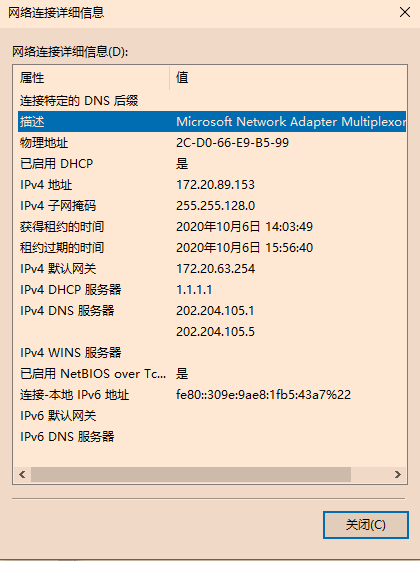 网络连接详细信息
网络连接详细信息(D):
属性 值
连接特定的 DNS 后缀
描述 Microsoft Network Adapter Multiplexor
物理地址 2C-D0-66-E9-B5-99
已启用 DHCP 是
IPv4 地址 172.20.89.153
IPv4 子网掩码 255.255.128.0
获得租约的时间 2020年10月6日 14:03:49
租约过期的时间 2020年10月6日 15:56:40
IPv4 默认网关 172.20.63.254
IPv4 DHCP 服务器 1.1.1.1
IPv4 DNS 服务器 202.204.105.1
202.204.105.5
IPv4 WINS 服务器
已启用 NetBIOS over Tc... 是
连接-本地 IPv6 地址 fe80::309e:9ae8:1fb5:43a7%22
IPv6 默认网关
IPv6 DNS 服务器
关闭(C)